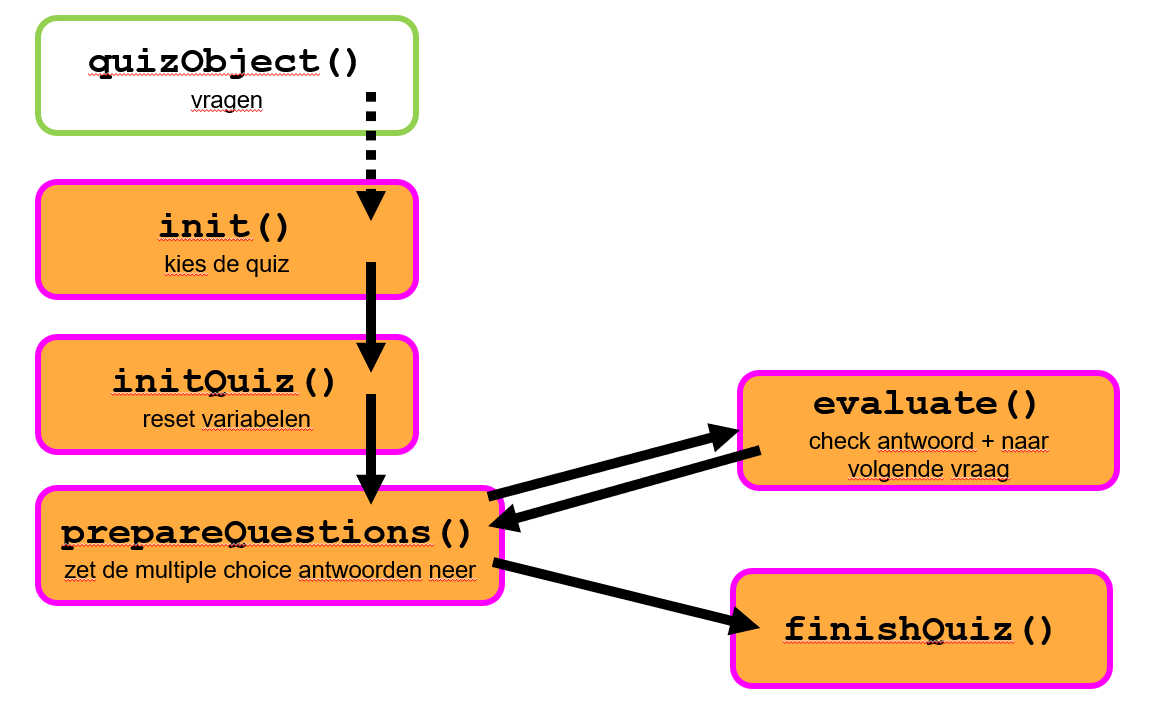 quizObject()
vragen
init()
kies de quiz
initQuiz()
reset variabelen
evaluate()
check antwoord + naar
volgende vraag
prepareQuestions()
zet de multiple choice antwoorden neer
finishQuiz()